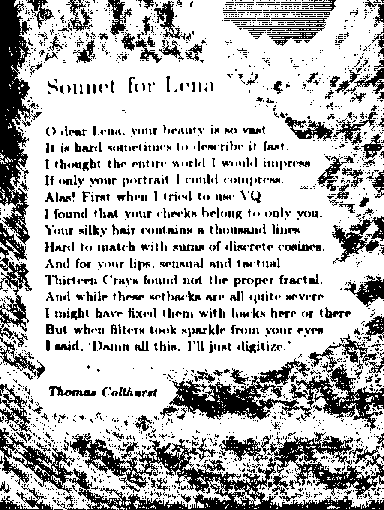 Sonnet for Lena
O dear Lena, your beauty is so vast
It is hard sometimes to describe it fast.
I thought the entire world I would impress
If only your portrait I could compress.
Alas! First when I tried to use VQ
I found that your cheeks belong to only you.
Your silky hair contains a thousand lines
Hard to match with sums of discrete cosines.
And for your lips, sensual and tactual
Thirteen Crays found not the proper fractal.
And while these setbacks are all quite severe
I might have fixed them with hacks here or there
But when filters took sparkle from your eyes
I said, 'Damn all this. I'll just digitize.'
Thomas Colthurst